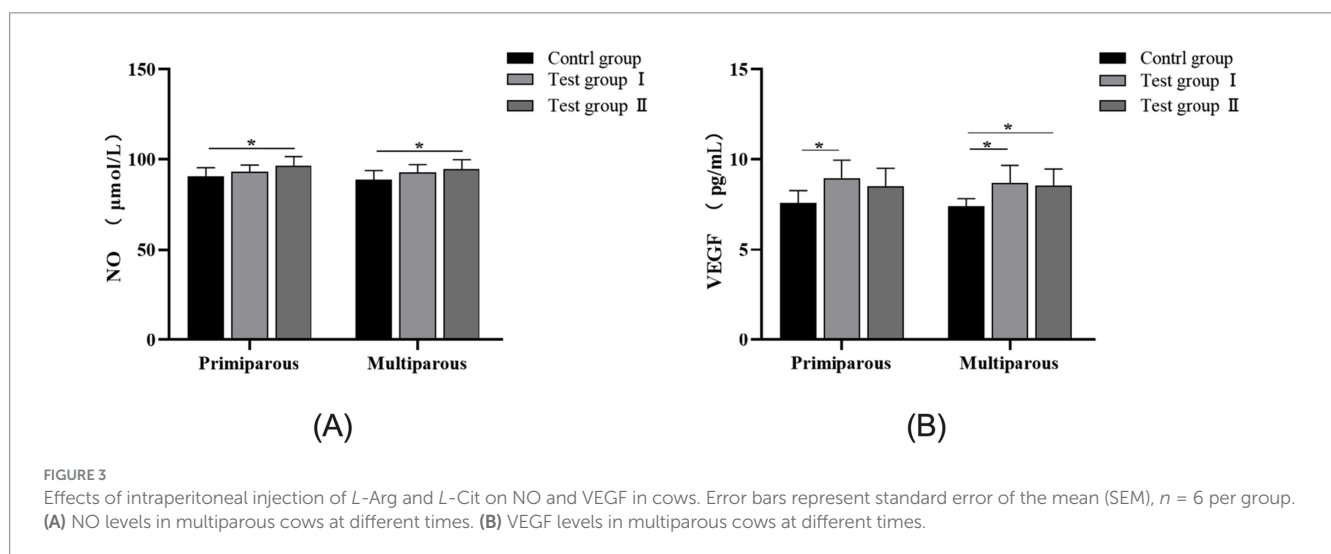 Contrl group
Test group Ⅰ
Test group Ⅱ
150
100
50
0
NO （ μmol/L）
*
*
Primiparous
Multiparous
(A)
Contrl group
Test group Ⅰ
Test group Ⅱ
15
10
5
0
VEGF （ pg/mL）
*
*
*
Primiparous
Multiparous
(B)
FIGURE 3
Effects of intraperitoneal injection of L-Arg and L-Cit on NO and VEGF in cows. Error bars represent standard error of the mean (SEM), n = 6 per group.
(A) NO levels in multiparous cows at different times. (B) VEGF levels in multiparous cows at different times.